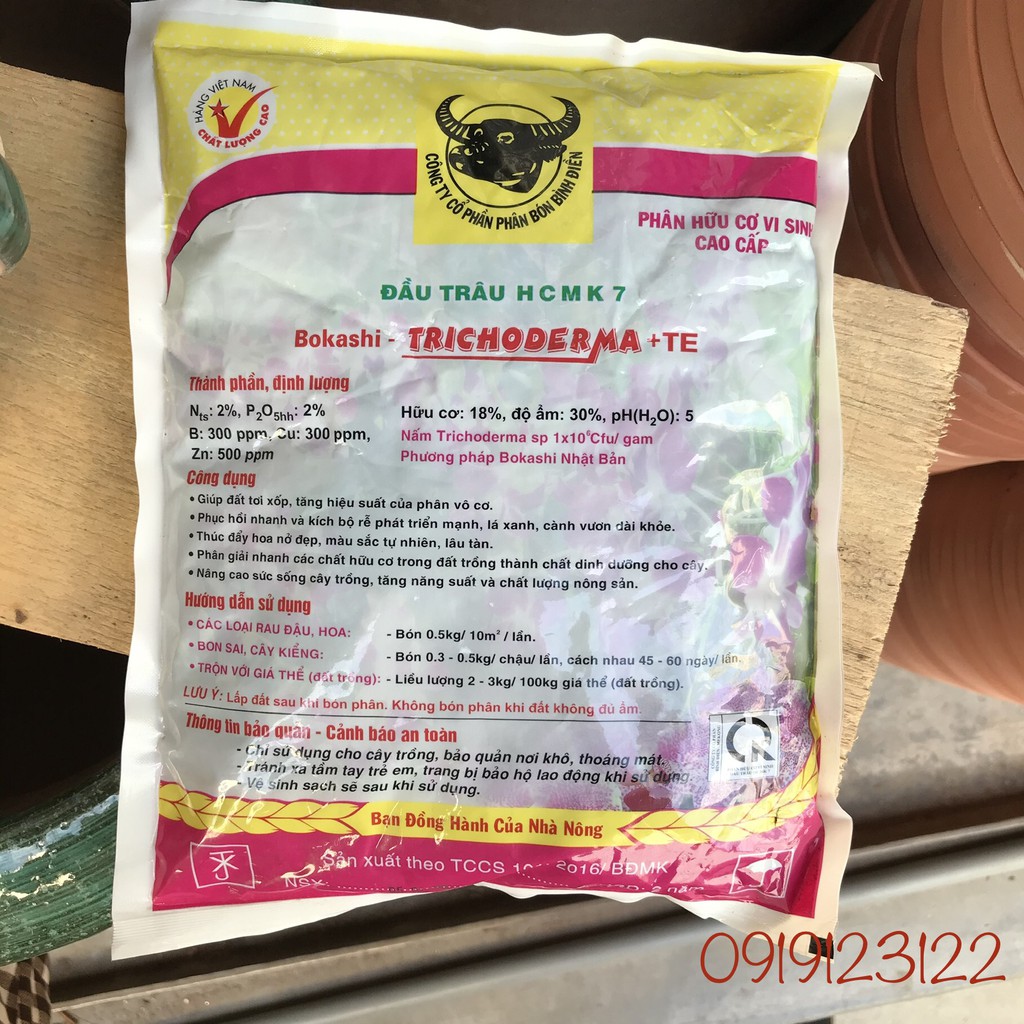 HÀNG VIỆT NAM
CHẤT LƯỢNG CAO
CÔNG TY CỔ PHẦN PHÂN BÓN BÌNH ĐIỀN
PHÂN HỮU CƠ VI SINH
CAO CẤP
ĐẦU TRÂU HCMK 7
Bokashi - TRICHODERMA +TE
Thành phần, định lượng
Nts: 2%, P2O5hh: 2%
B: 300 ppm, Cu: 300 ppm,
Zn: 500 ppm
Hữu cơ: 18%, độ ẩm: 30%, pH(H2O): 5
Nấm Trichoderma sp 1x10⁶Cfu/ gam
Phương pháp Bokashi Nhật Bản
Công dụng
• Giúp đất tơi xốp, tăng hiệu suất của phân vô cơ.
• Phục hồi nhanh và kích bộ rễ phát triển mạnh, lá xanh, cành vươn dài khỏe.
• Thúc đẩy hoa nở đẹp, màu sắc tự nhiên, lâu tàn.
• Phân giải nhanh các chất hữu cơ trong đất trồng thành chất dinh dưỡng cho cây.
• Nâng cao sức sống cây trồng, tăng năng suất và chất lượng nông sản.
Hướng dẫn sử dụng
• CÁC LOẠI RAU ĐẬU, HOA: - Bón 0.5kg/ 10m² / lần.
• BON SAI, CÂY KIỂNG: - Bón 0.3 - 0.5kg/ chậu/ lần, cách nhau 45 - 60 ngày/ lần.
• TRỘN VỚI GIÁ THỂ (đất trồng): - Liều lượng 2 - 3kg/ 100kg giá thể (đất trồng).
LƯU Ý: Lấp đất sau khi bón phân. Không bón phân khi đất không đủ ẩm.
Thông tin bảo quản - Cảnh báo an toàn
- Chỉ sử dụng cho cây trồng, bảo quản nơi khô, thoáng mát.
- Tránh xa tầm tay trẻ em, trang bị bảo hộ lao động khi sử dụng.
- Vệ sinh sạch sẽ sau khi sử dụng.
Bạn Đồng Hành Của Nhà Nông
Sản xuất theo TCCS 2016/ BĐMK
NSX: 2 năm
0919123122